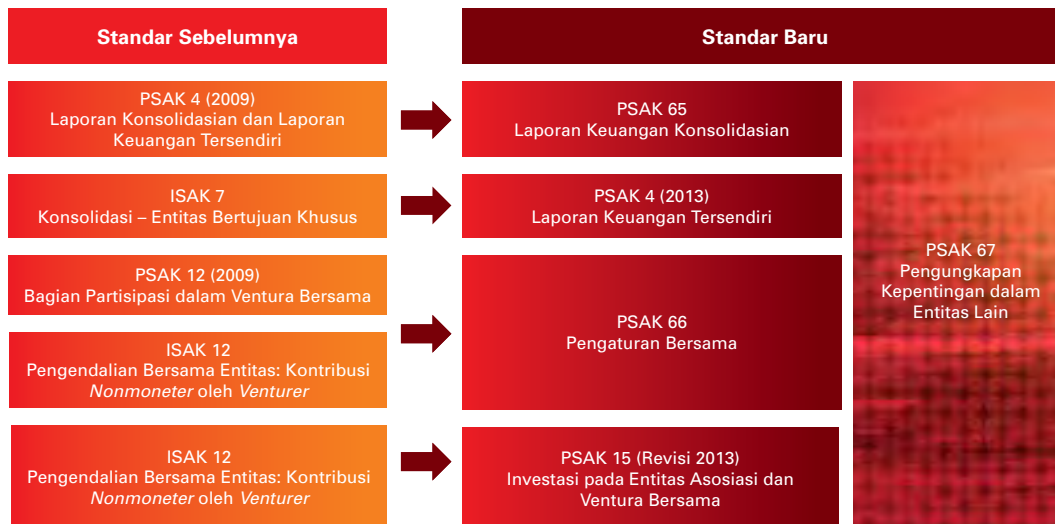 Standar Sebelumnya
Standar Baru
PSAK 4 (2009)
Laporan Konsolidasian dan Laporan
Keuangan Tersendiri
PSAK 65
Laporan Keuangan Konsolidasian
ISAK 7
Konsolidasi – Entitas Bertujuan Khusus
PSAK 4 (2013)
Laporan Keuangan Tersendiri
PSAK 12 (2009)
Bagian Partisipasi dalam Ventura Bersama
ISAK 12
Pengendalian Bersama Entitas: Kontribusi
Nonmoneter oleh Venturer
PSAK 66
Pengaturan Bersama
ISAK 12
Pengendalian Bersama Entitas: Kontribusi
Nonmoneter oleh Venturer
PSAK 15 (Revisi 2013)
Investasi pada Entitas Asosiasi dan
Ventura Bersama
PSAK 67
Pengungkapan
Kepentingan dalam
Entitas Lain